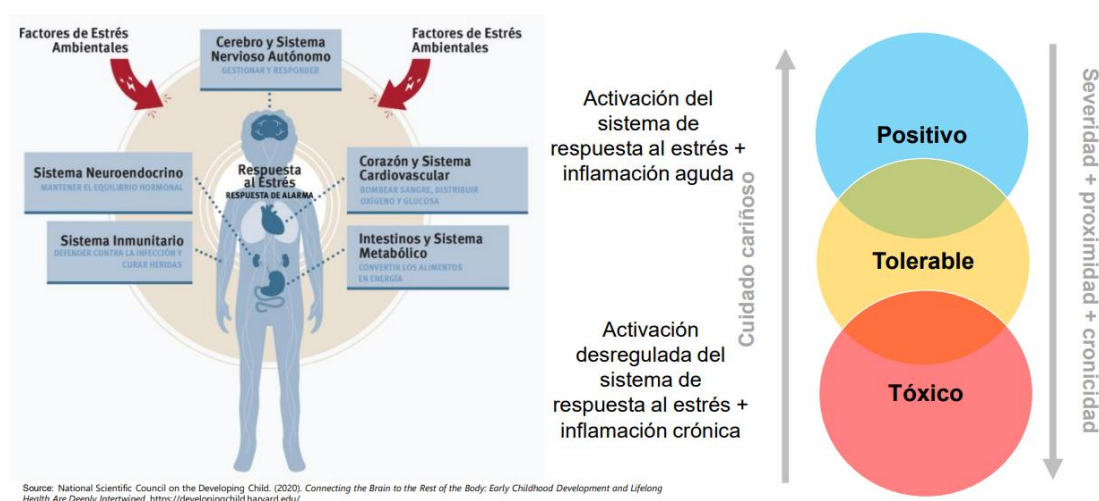 Factores de Estrés
Ambientales
Cerebro y Sistema
Nervioso Autónomo
GESTIONAR Y RESPONDER
Factores de Estrés
Ambientales
Sistema Neuroendocrino
MANTENER EL EQUILIBRIO HORMONAL
Respuesta
al Estrés
RESPUESTA DE ALARMA
Corazón y Sistema
Cardiovascular
BOMBEAR SANGRE, DISTRIBUIR
OXÍGENO Y GLUCOSA
Sistema Inmunitario
DEFENDER CONTRA LA INFECCIÓN Y
CURAR HERIDAS
Intestinos y Sistema
Metabólico
CONVERTIR LOS ALIMENTOS
EN ENERGÍA
Source: National Scientific Council on the Developing Child. (2020). Connecting the Brain to the Rest of the Body: Early Childhood Development and Lifelong
Health Are Deeply Intertwined. https://developingchild.harvard.edu/
Activación del
sistema de
respuesta al estrés +
inflamación aguda
Activación
desregulada del
sistema de
respuesta al estrés +
inflamación crónica
Cuidado cariñoso
Positivo
Tolerable
Tóxico
Severidad + proximidad + cronicidad